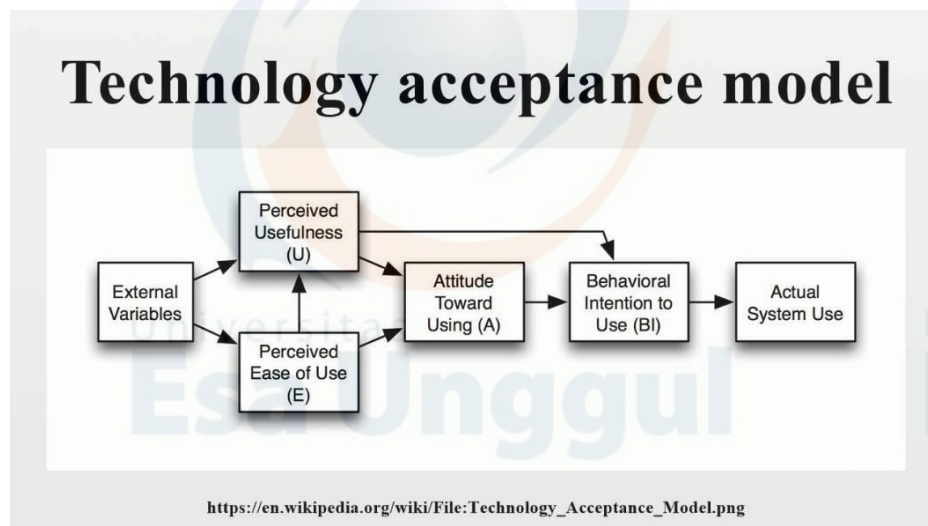 Technology acceptance model
Perceived
Usefulness
(U)
External
Variables
Perceived
Ease of Use
(E)
Attitude
Toward
Using (A)
Behavioral
Intention to
Use (BI)
Actual
System Use
Universitas
Esa Unggul
https://en.wikipedia.org/wiki/File:Technology_Acceptance_Model.png